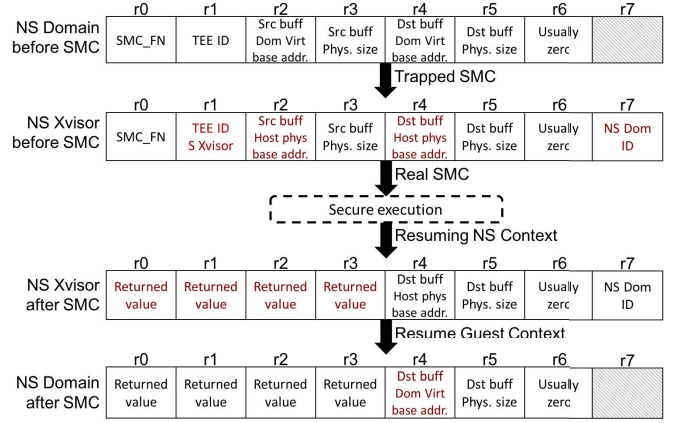 r0 r1 r2 r3 r4 r5 r6 r7
NS Domain
before SMC
SMC_FN
TEE ID
Src buff
Dom Virt
base addr.
Src buff
Phys. size
Dst buff
Dom Virt
base addr.
Dst buff
Phys. size
Usually
zero
Trapped SMC
r0 r1 r2 r3 r4 r5 r6 r7
NS Xvisor
before SMC
SMC_FN
TEE ID
S Xvisor
Src buff
Host phys
base addr.
Src buff
Phys. size
Dst buff
Host phys
base addr.
Dst buff
Phys. size
Usually
zero
NS Dom
ID
Real SMC
Secure execution
Resuming NS Context
r0 r1 r2 r3 r4 r5 r6 r7
NS Xvisor
after SMC
Returned
value
Returned
value
Returned
value
Returned
value
Dst buff
Host phys
base addr.
Dst buff
Phys. size
Usually
zero
NS Dom
ID
Resume Guest Context
r0 r1 r2 r3 r4 r5 r6 r7
NS Domain
after SMC
Returned
value
Returned
value
Returned
value
Returned
value
Dst buff
Dom Virt
base addr.
Dst buff
Phys. size
Usually
zero